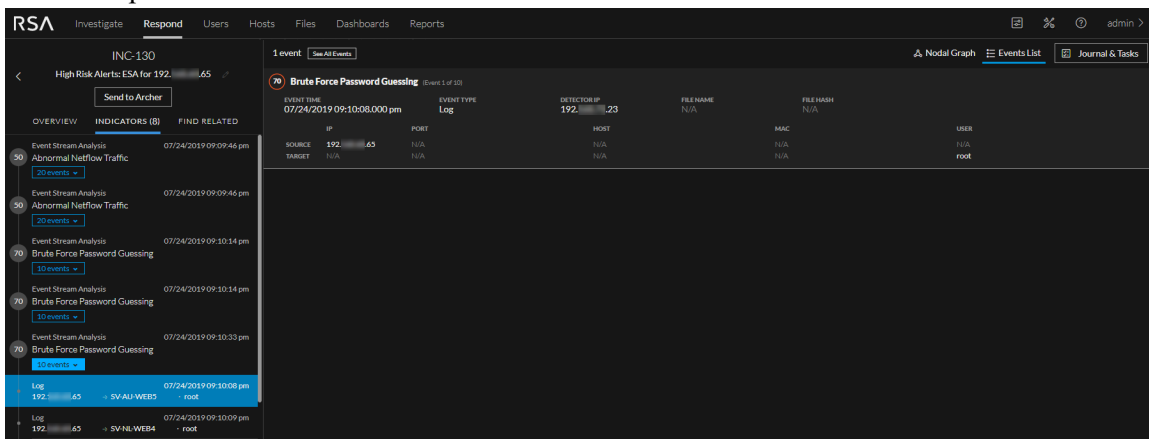 RSA Investigate Respond Users Hosts Files Dashboards Reports admin >
INC-130
High Risk Alerts: ESA for 192. .65
Send to Archer
OVERVIEW INDICATORS (8) FIND RELATED
Event Stream Analysis 07/24/2019 09:09:46 pm
50 Abnormal Netflow Traffic
20 events
Event Stream Analysis 07/24/2019 09:09:46 pm
50 Abnormal Netflow Traffic
20 events
Event Stream Analysis 07/24/2019 09:10:14 pm
70 Brute Force Password Guessing
10 events
Event Stream Analysis 07/24/2019 09:10:14 pm
70 Brute Force Password Guessing
10 events
Event Stream Analysis 07/24/2019 09:10:33 pm
70 Brute Force Password Guessing
10 events
Log 07/24/2019 09:10:08 pm
192. .65 → SV-AU-WEB5 · root
Log 07/24/2019 09:10:09 pm
192. .65 → SV-NL-WEB4 · root
1 event See All Events Nodal Graph Events List Journal & Tasks
70 Brute Force Password Guessing (Event 1 of 10)
EVENT TIME EVENT TYPE DETECTOR IP FILE NAME FILE HASH
07/24/2019 09:10:08.000 pm Log 192. .23 N/A N/A
IP PORT HOST MAC USER
SOURCE 192. .65 N/A N/A N/A N/A
TARGET N/A N/A N/A N/A root